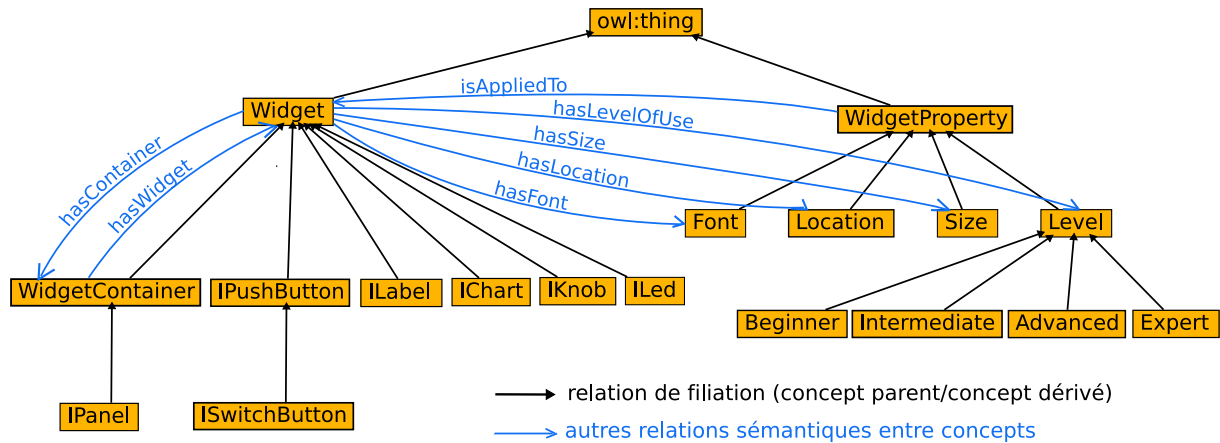 owl:thing
isAppliedTo
Widget
hasLevelOfUse
WidgetProperty
hasSize
hasContainer
hasWidget
hasLocation
hasFont
Font
Location
Size
Level
WidgetContainer
IPushButton
ILabel
IChart
IKnob
ILed
Beginner
Intermediate
Advanced
Expert
IPanel
ISwitchButton
relation de filiation (concept parent/concept dérivé)
autres relations sémantiques entre concepts